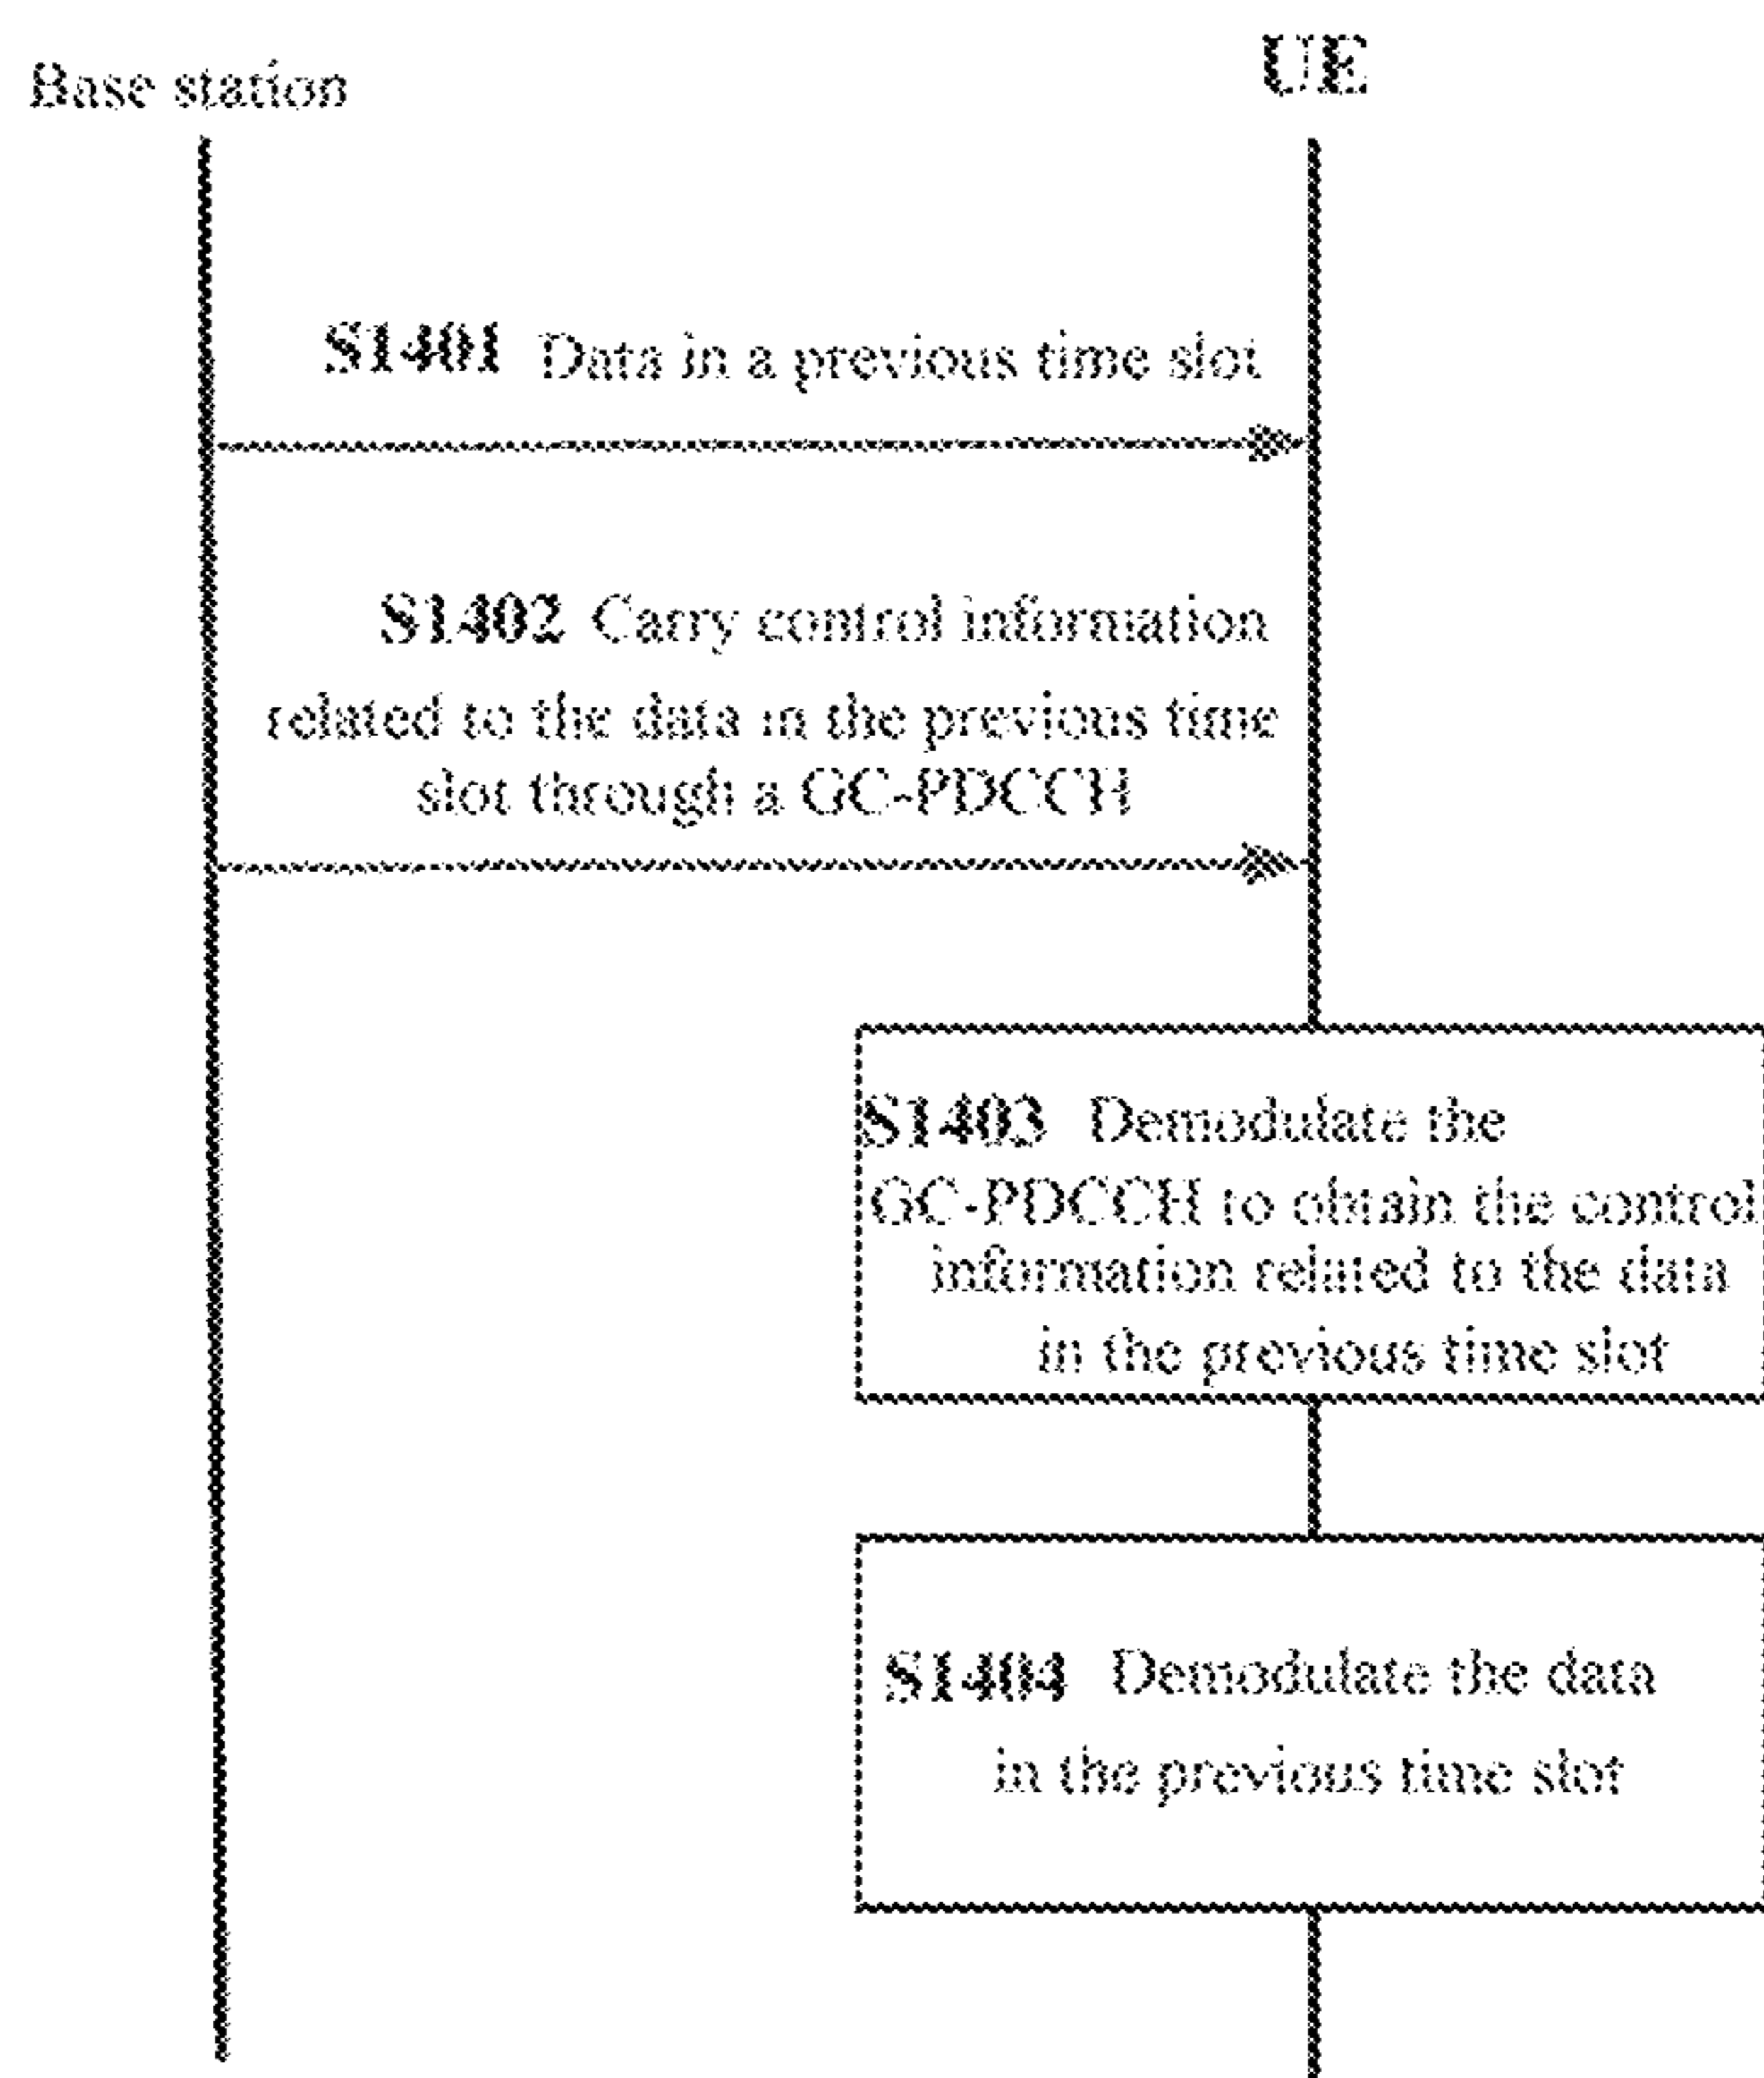 Base station
UE
S1401 Data in a previous time slot
S1402 Carry control information
related to the data in the previous time
slot through a GC-PDCCH
S1403 Demodulate the
GC-PDCCH to obtain the control
information related to the data
in the previous time slot
S1404 Demodulate the data
in the previous time slot